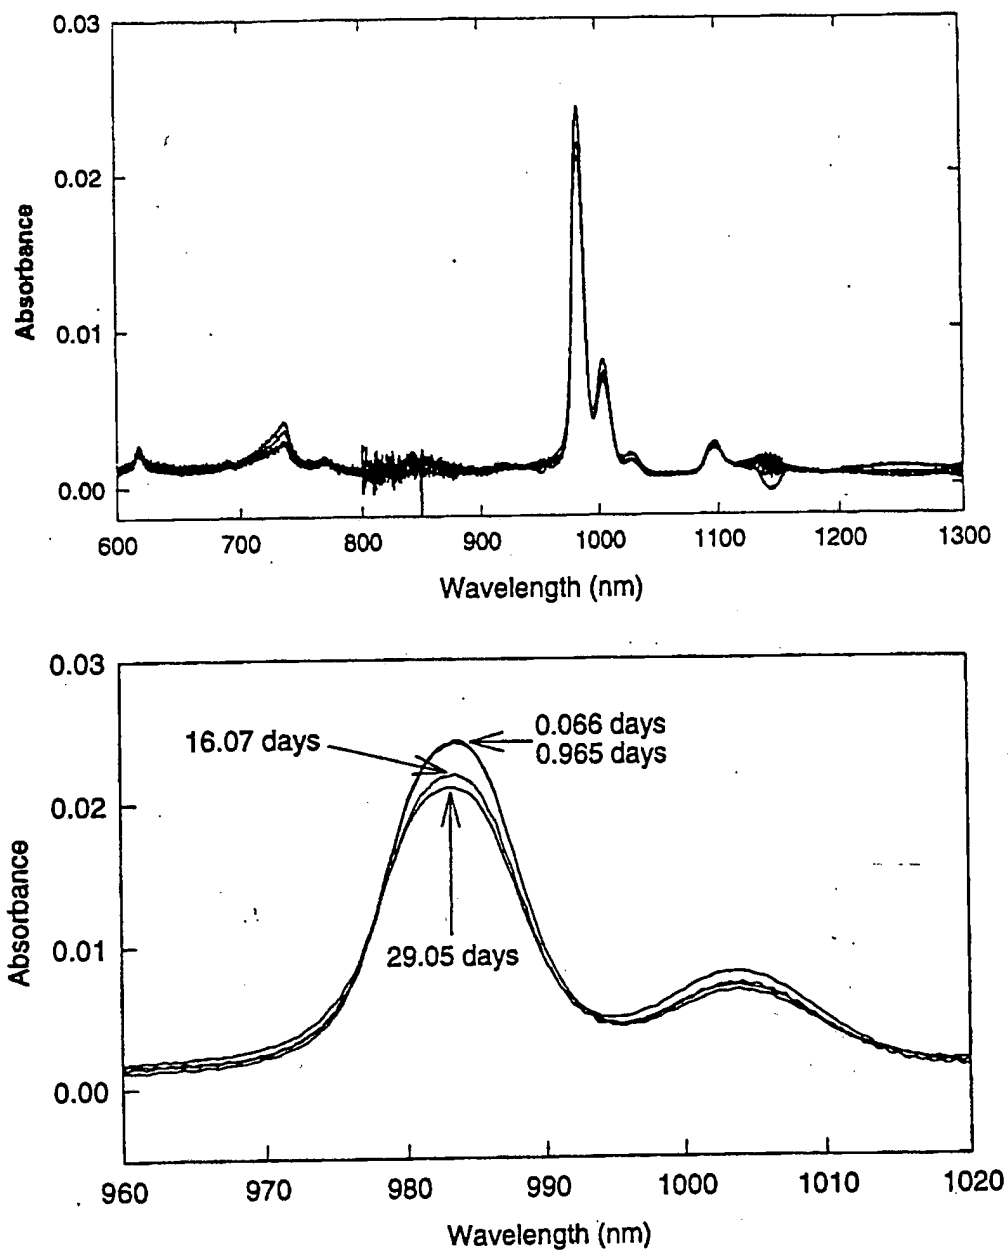 0.03
0.02
0.01
0.00
Absorbance
600 700 800 900 1000 1100 1200 1300
Wavelength (nm)
0.03
0.02
0.01
0.00
Absorbance
16.07 days
0.066 days
0.965 days
29.05 days
960 970 980 990 1000 1010 1020
Wavelength (nm)